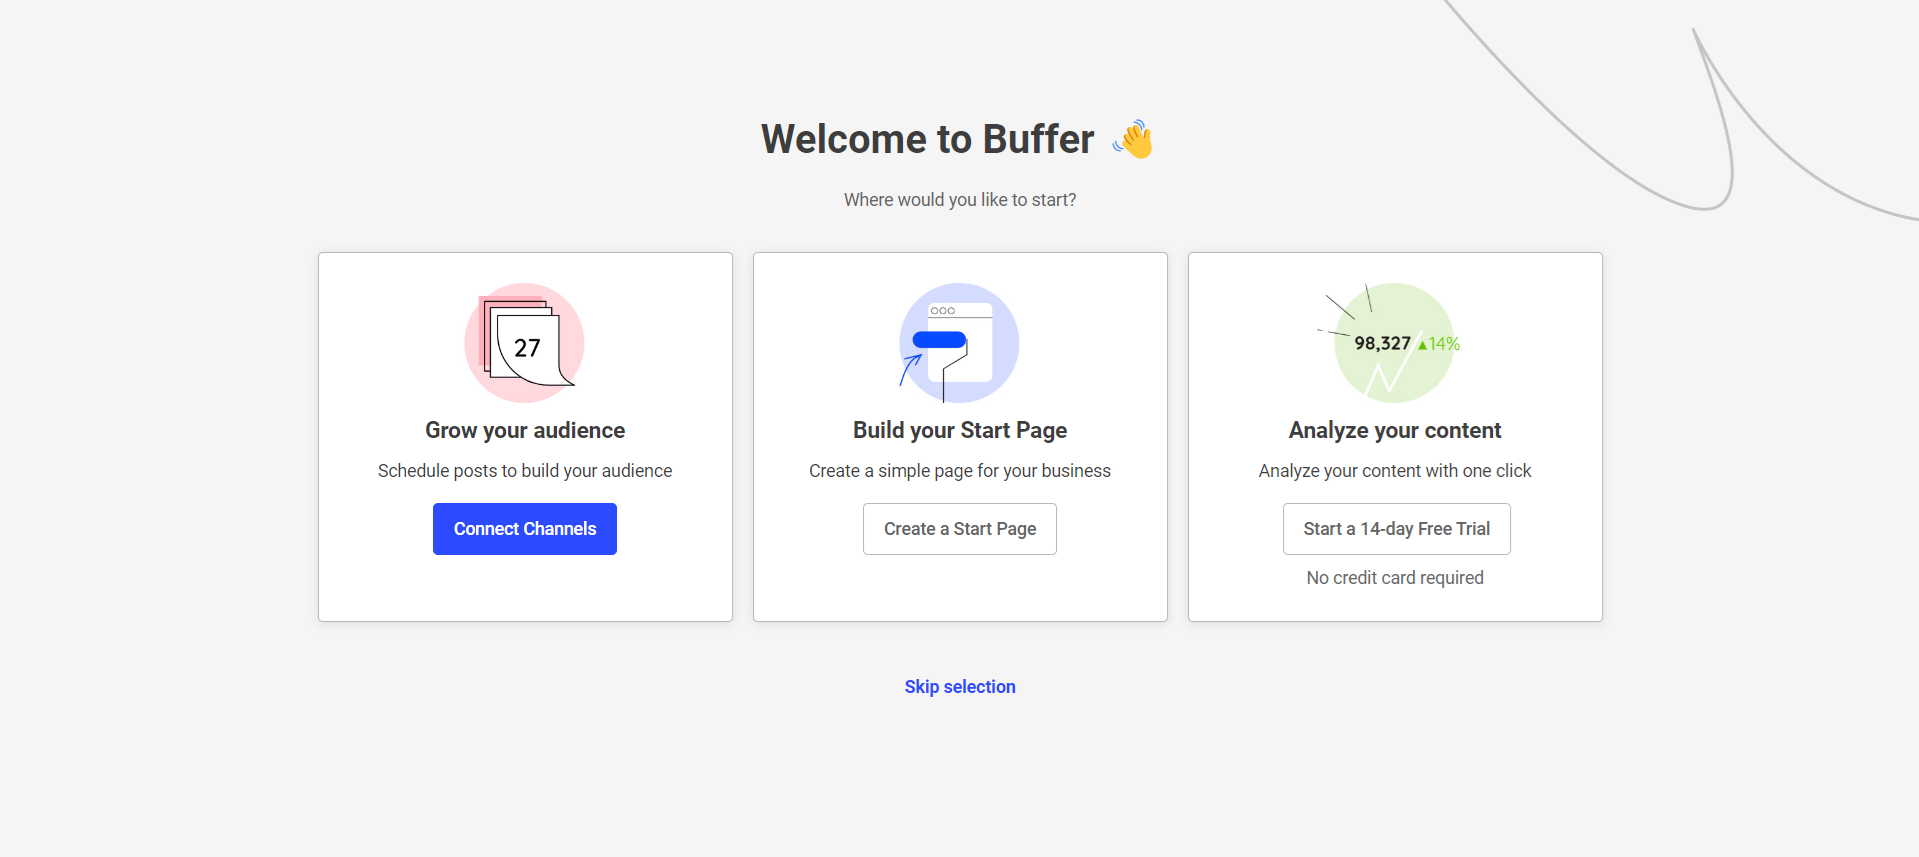 Welcome to Buffer 👋
Where would you like to start?
27
Grow your audience
Schedule posts to build your audience
Connect Channels
Build your Start Page
Create a simple page for your business
Create a Start Page
98,327 ▲14%
Analyze your content
Analyze your content with one click
Start a 14-day Free Trial
No credit card required
Skip selection